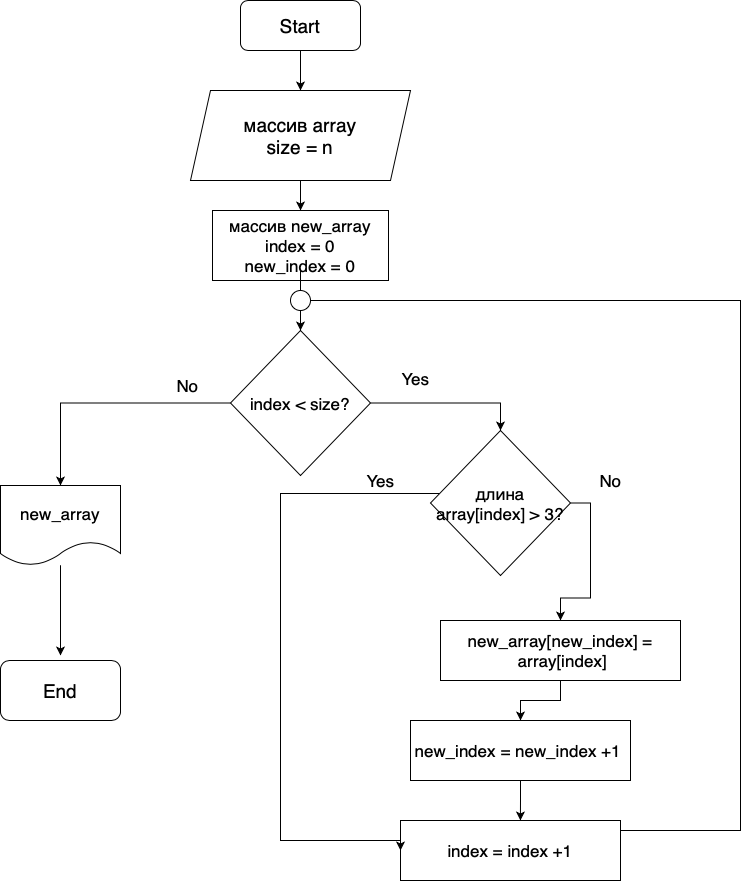 Start
массив array
size = n
массив new_array
index = 0
new_index = 0
index < size?
No
Yes
new_array
End
длина
array[index] > 3?
Yes
No
new_array[new_index] =
array[index]
new_index = new_index +1
index = index +1